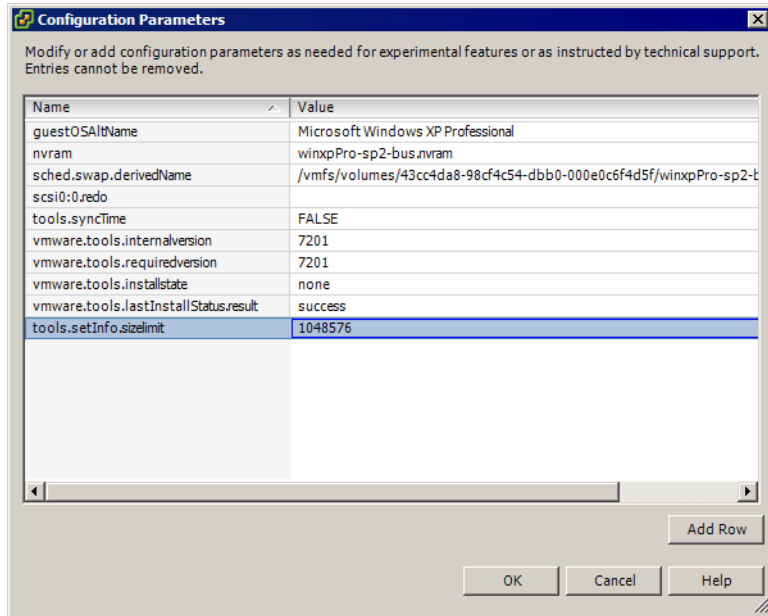 Configuration Parameters
Modify or add configuration parameters as needed for experimental features or as instructed by technical support.
Entries cannot be removed.
Name Value
guestOSAltName Microsoft Windows XP Professional
nvram winxpPro-sp2-bus.nvram
sched.swap.derivedName /vmfs/volumes/43cc4da8-98cf4c54-dbb0-000e0c6f4d5f/winxpPro-sp2-b
scsi0:0.redo
tools.syncTime FALSE
vmware.tools.internalversion 7201
vmware.tools.requiredversion 7201
vmware.tools.installstate none
vmware.tools.lastInstallStatus.result success
tools.setInfo.sizelimit 1048576
Add Row
OK Cancel Help